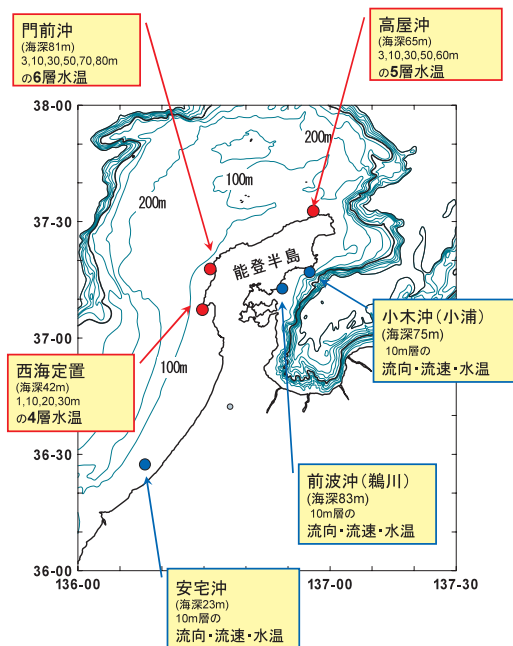 門前沖
(海深81m)
3,10,30,50,70,80m
の6層水温
高屋沖
(海深65m)
3,10,30,50,60m
の5層水温
38-00
200m
100m
200m
37-30
能登半島
37-00
小木沖(小浦)
(海深75m)
10m層の
流向・流速・水温
西海定置
(海深42m)
1,10,20,30m
の4層水温
100m
36-30
前波沖(鵜川)
(海深83m)
10m層の
流向・流速・水温
36-00
136-00
137-00
137-30
安宅沖
(海深23m)
10m層の
流向・流速・水温